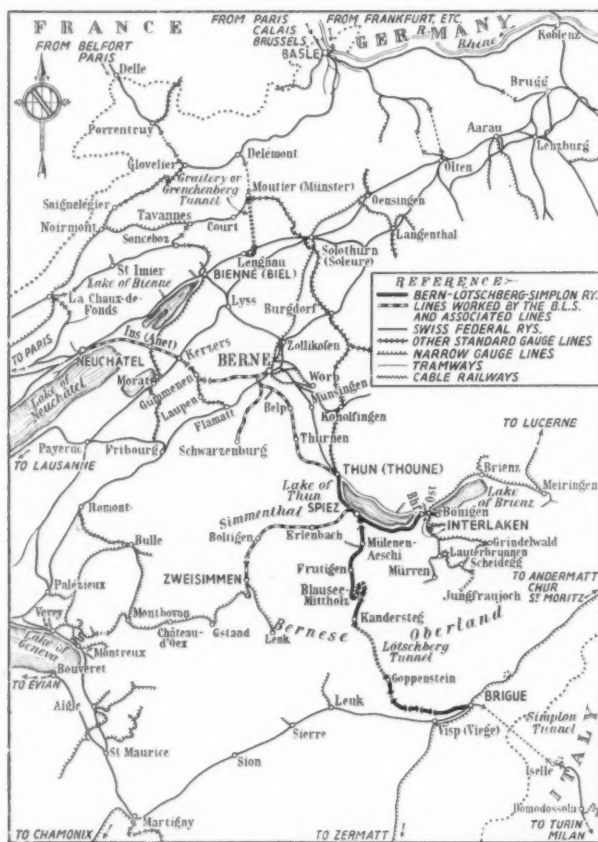 FRANCE
GERMANY
FROM PARIS
CALAIS
BRUSSELS
FROM FRANKFURT, ETC.
R.
Rhine
Koblenz
BASLE
FROM BELFORT
PARIS
Delle
Porrentruy
Brugg
Aarau
Lenzburg
Olten
Glovelier
Delémont
Graitery or
Grenchenberg
Tunnel
Moutier (Münster)
Saignelégier
Noirmont
Tavannes
Court
Sonceboz
Oensingen
Langenthal
Lengnau
Solothurn
(Soleure)
St Imier
Lake of Bienne
BIENNE (BIEL)
La Chaux-de-
Fonds
Lyss
Burgdorf
TO PARIS
Ins (Anet)
Kerzers
Zollikofen
NEUCHÂTEL
BERNE
Worb
Lake of
Neuchâtel
Morat
Gummenen
Laupen
Flamatt
Belp
Münsingen
Konolfingen
Payerne
Fribourg
Schwarzenburg
Thurnen
TO LAUSANNE
REFERENCE:-
BERN-LÖTSCHBERG-SIMPLON RY.
LINES WORKED BY THE B.L.S.
AND ASSOCIATED LINES
SWISS FEDERAL RYS.
OTHER STANDARD GAUGE LINES
NARROW GAUGE LINES
TRAMWAYS
CABLE RAILWAYS
THUN (THOUNE)
TO LUCERNE
Lake of
Thun
Brienz
Lake of
Brienz
Meiringen
Bhf
Ost
Bönigen
INTERLAKEN
SPIEZ
Romont
Bulle
Simmenthal
Boltigen
Erlenbach
Mülenen-
Aeschi
Grindelwald
Lauterbrunnen
Scheidegg
Mürren
Jungfraujoch
Frutigen
ZWEISIMMEN
Blausee-
Mittholz
TO ANDERMATT
CHUR
ST MORITZ
Palézieux
Montbovon
Château-
d'Oex
Gstaad
Lenk
Bernese
Kandersteg
Oberland
Lötschberg
Tunnel
Vevey
Montreux
Lake of
Geneva
Bouveret
TO EVIAN
Goppenstein
Aigle
Leuk
BRIGUE
Sierre
Visp (Viege)
Simplon
Tunnel
St Maurice
Sion
Iselle
ITALY
Martigny
Domodossola
TO CHAMONIX
TO ZERMATT
TO TURIN
MILAN